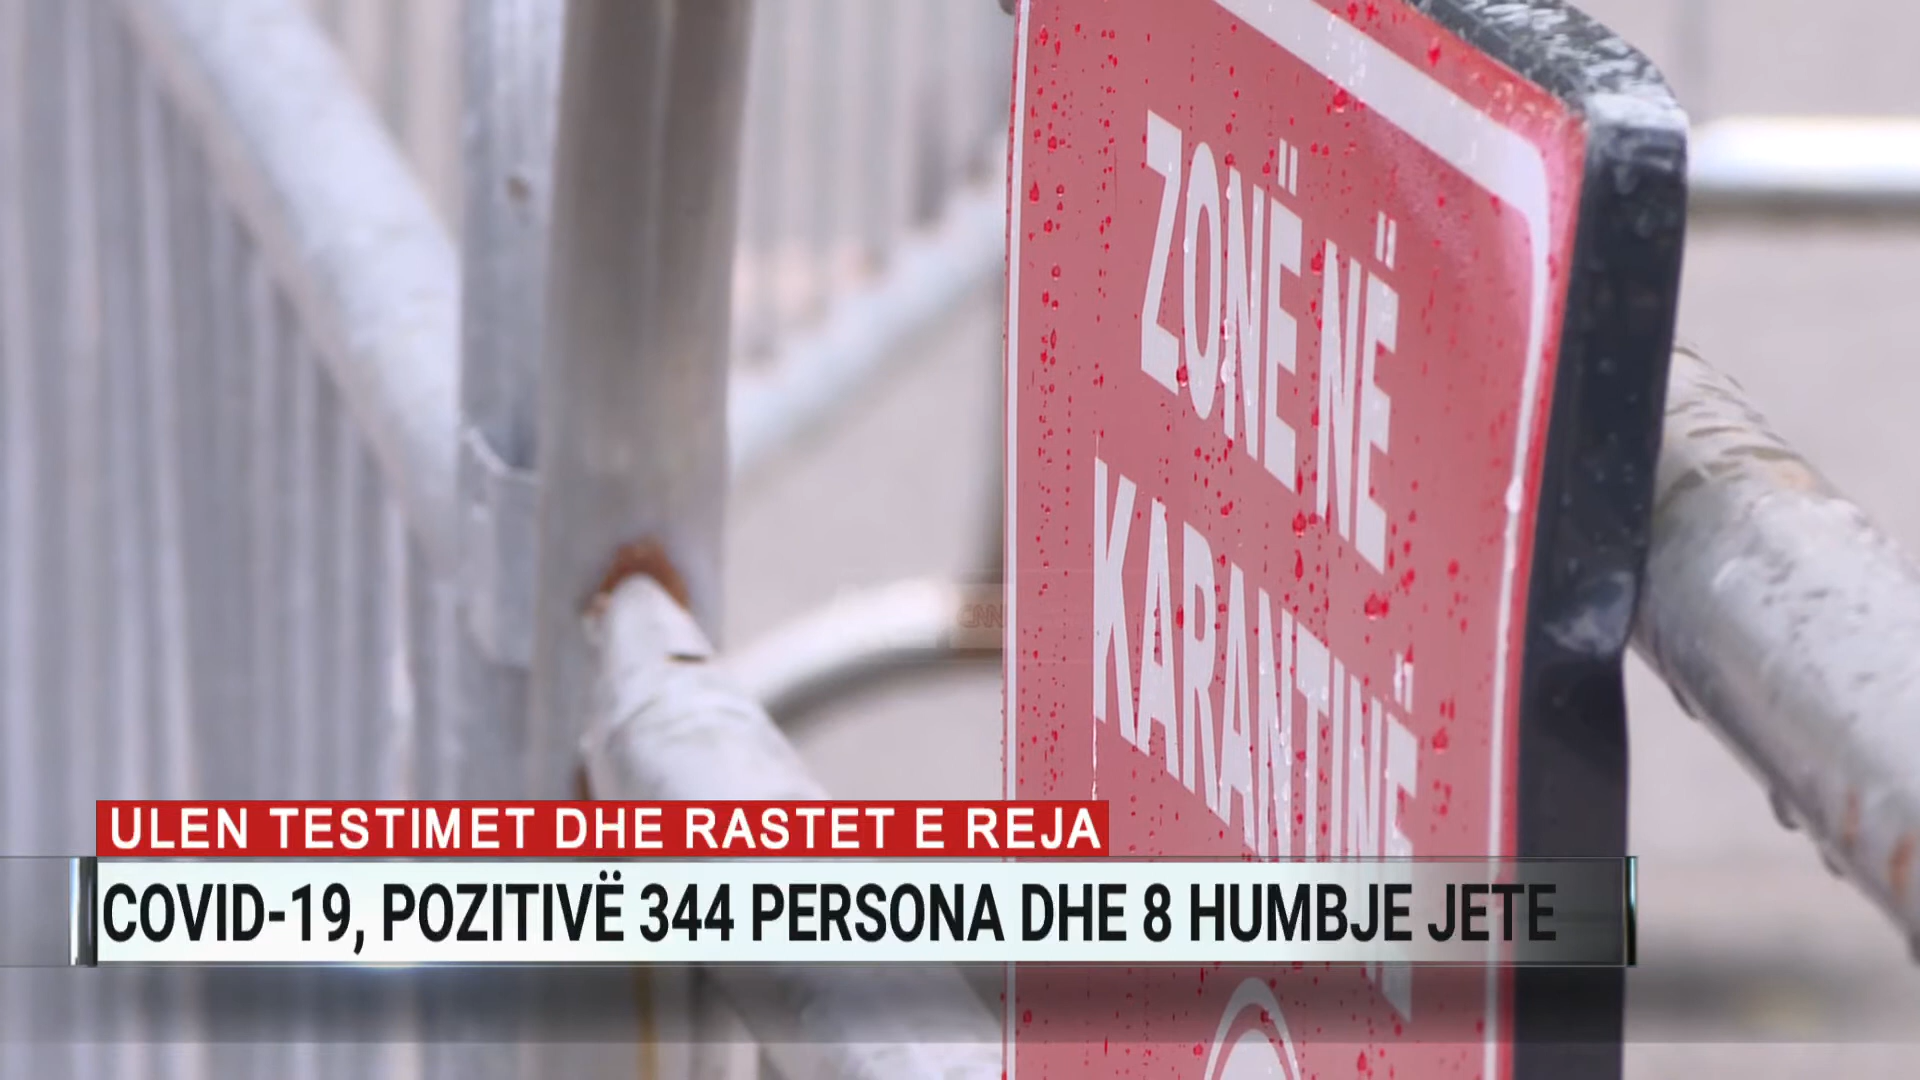 ZONË NË
KARANTINË
ULEN TESTIMET DHE RASTET E REJA
COVID-19, POZITIVË 344 PERSONA DHE 8 HUMBJE JETE